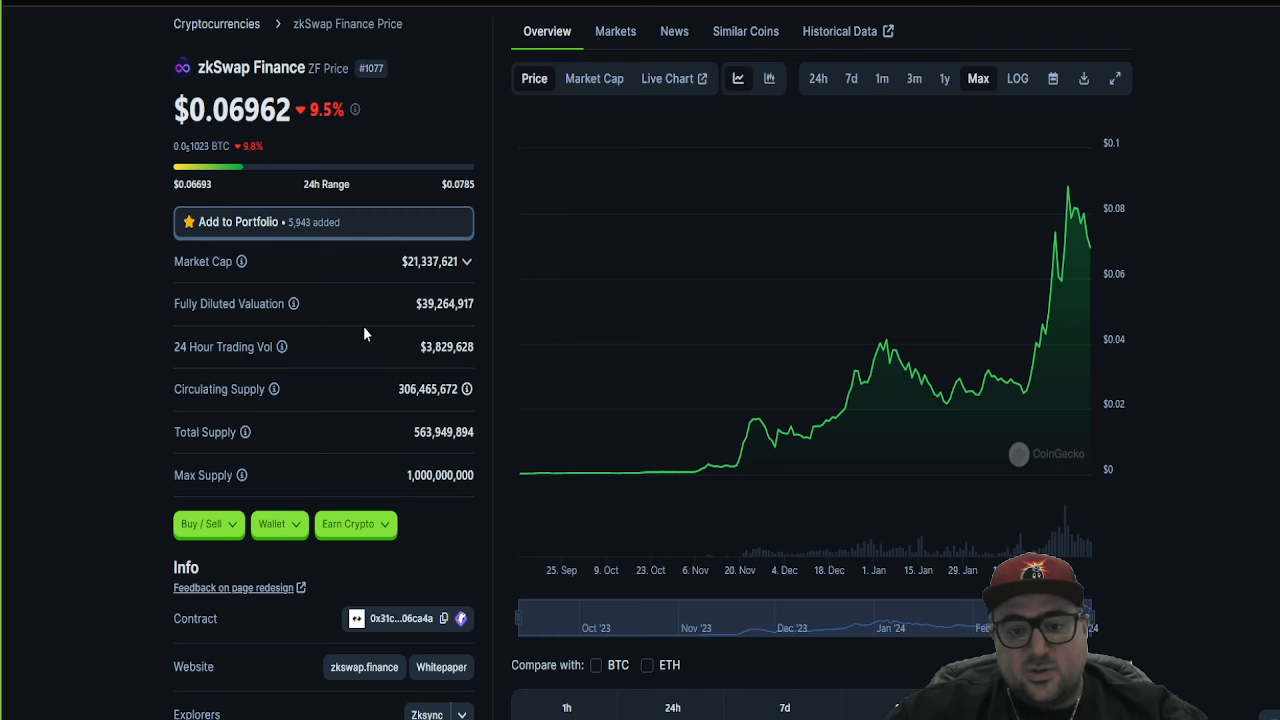 Cryptocurrencies > zkSwap Finance Price
zkSwap Finance ZF Price #1077
$0.06962 9.5%
0.0₅1023 BTC 9.8%
$0.06693 24h Range $0.0785
Add to Portfolio • 5,943 added
Market Cap $21,337,621
Fully Diluted Valuation $39,264,917
24 Hour Trading Vol $3,829,628
Circulating Supply 306,465,672
Total Supply 563,949,894
Max Supply 1,000,000,000
Buy / Sell Wallet Earn Crypto
Info
Feedback on page redesign
Contract 0x31c...06ca4a
Website zkswap.finance Whitepaper
Explorers Zksync
Overview Markets News Similar Coins Historical Data
Price Market Cap Live Chart 24h 7d 1m 3m 1y Max LOG
$0.1
$0.08
$0.06
$0.04
$0.02
$0
CoinGecko
25. Sep 9. Oct 23. Oct 6. Nov 20. Nov 4. Dec 18. Dec 1. Jan 15. Jan 29. Jan
Oct '23 Nov '23 Dec '23 Jan '24
Compare with: BTC ETH
1h 24h 7d